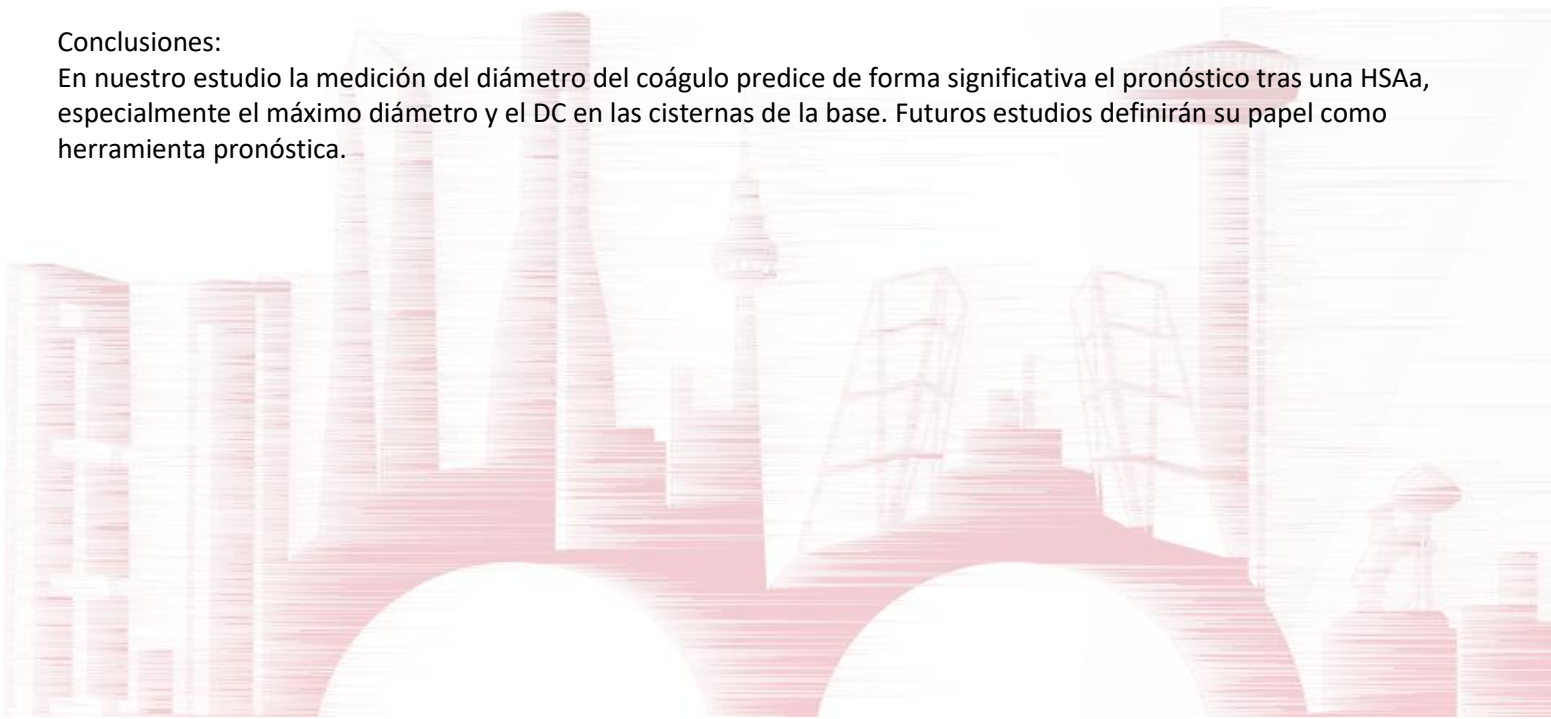 Conclusiones:
En nuestro estudio la medición del diámetro del coágulo predice de forma significativa el pronóstico tras una HSAa,
especialmente el máximo diámetro y el DC en las cisternas de la base. Futuros estudios definirán su papel como
herramienta pronóstica.